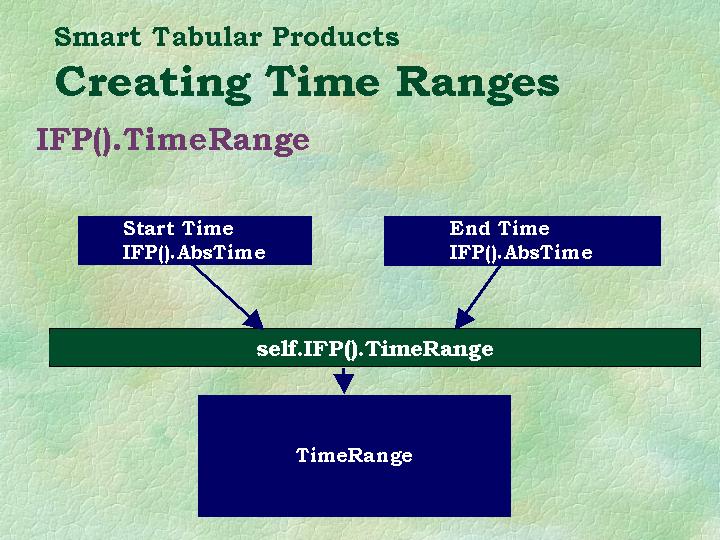 Smart Tabular Products
Creating Time Ranges
IFP().TimeRange
Start Time
IFP().AbsTime
End Time
IFP().AbsTime
self.IFP().TimeRange
TimeRange